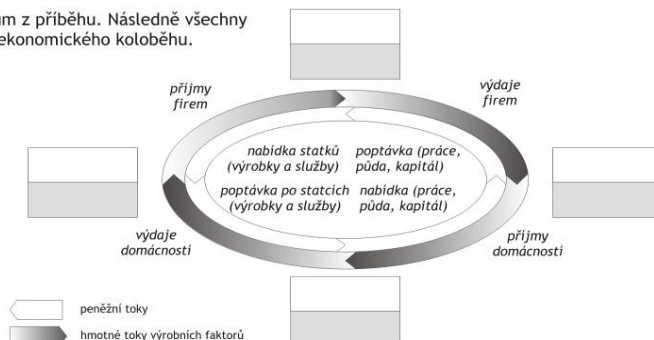 ům z příběhu. Následně všechny
ekonomického koloběhu.
příjmy
firem
výdaje
firem
nabídka statků
(výrobky a služby)
poptávka (práce,
půda, kapitál)
poptávka po statcích
(výrobky a služby)
nabídka (práce,
půda, kapitál)
výdaje
domácností
příjmy
domácností
peněžní toky
hmotné toky výrobních faktorů